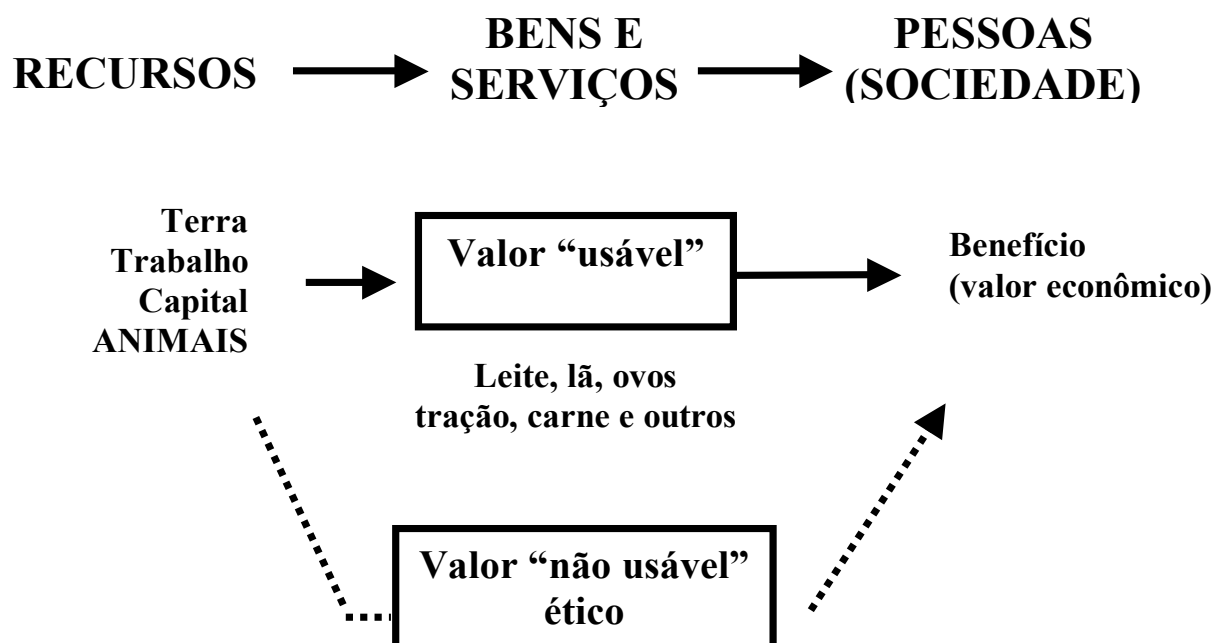 RECURSOS
BENS E
SERVIÇOS
PESSOAS
(SOCIEDADE)
Terra
Trabalho
Capital
ANIMAIS
Valor “usável”
Benefício
(valor econômico)
Leite, lã, ovos
tração, carne e outros
Valor “não usável”
ético